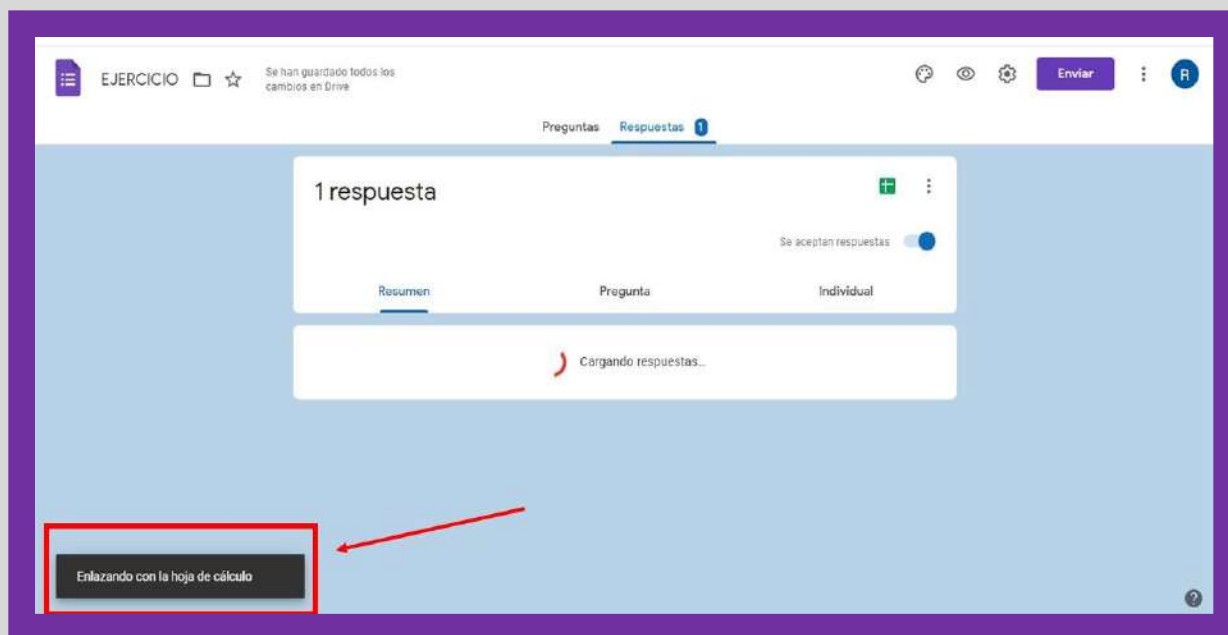 EJERCICIO
Se han guardado todos los
cambios en Drive
Enviar
R
Preguntas Respuestas 1
1 respuesta
Se aceptan respuestas
Resumen Pregunta Individual
Cargando respuestas...
Enlazando con la hoja de cálculo
?